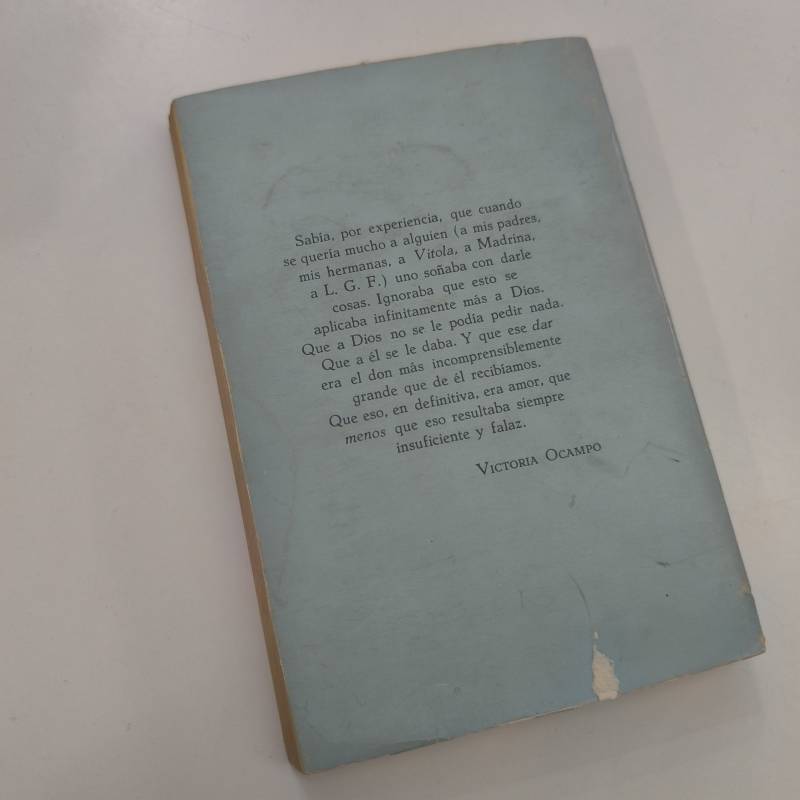 Sabía, por experiencia, que cuando
se quería mucho a alguien (a mis padres,
mis hermanas, a Vitola, a Madrina,
a L. G. F.) uno soñaba con darle
cosas. Ignoraba que esto se
aplicaba infinitamente más a Dios.
Que a Dios no se le podía pedir nada.
Que a él se le daba. Y que ese dar
era el don más incomprensiblemente
grande que de él recibíamos.
Que eso, en definitiva, era amor, que
menos que eso resultaba siempre
insuficiente y falaz.
Victoria Ocampo